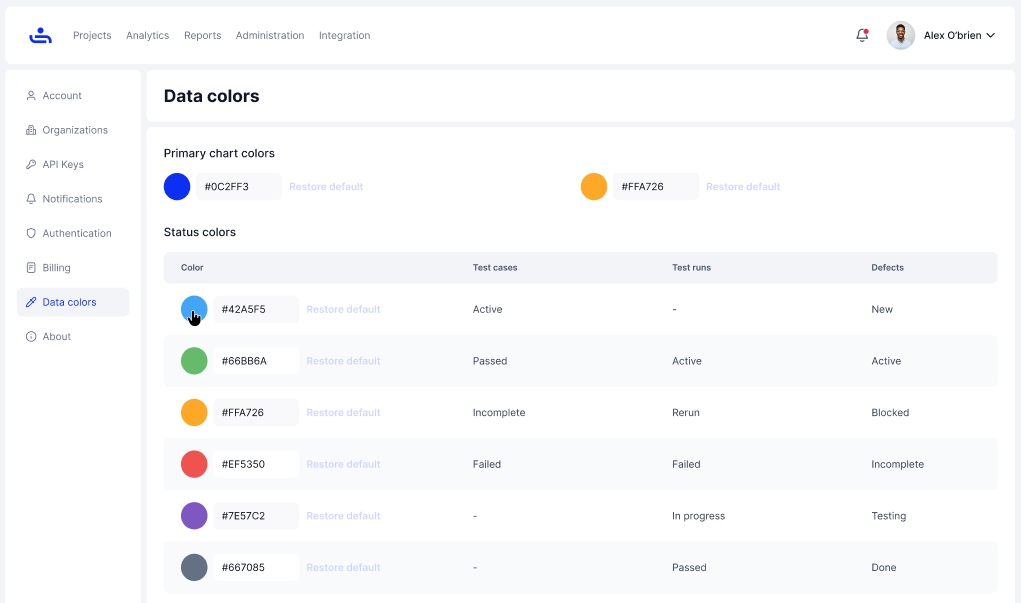 Projects Analytics Reports Administration Integration Alex O'brien
Account
Organizations
API Keys
Notifications
Authentication
Billing
Data colors
About
Data colors
Primary chart colors
#0C2FF3 Restore default #FFA726 Restore default
Status colors
Color Test cases Test runs Defects
#42A5F5 Restore default Active - New
#66BB6A Restore default Passed Active Active
#FFA726 Restore default Incomplete Rerun Blocked
#EF5350 Restore default Failed Failed Incomplete
#7E57C2 Restore default - In progress Testing
#667085 Restore default - Passed Done